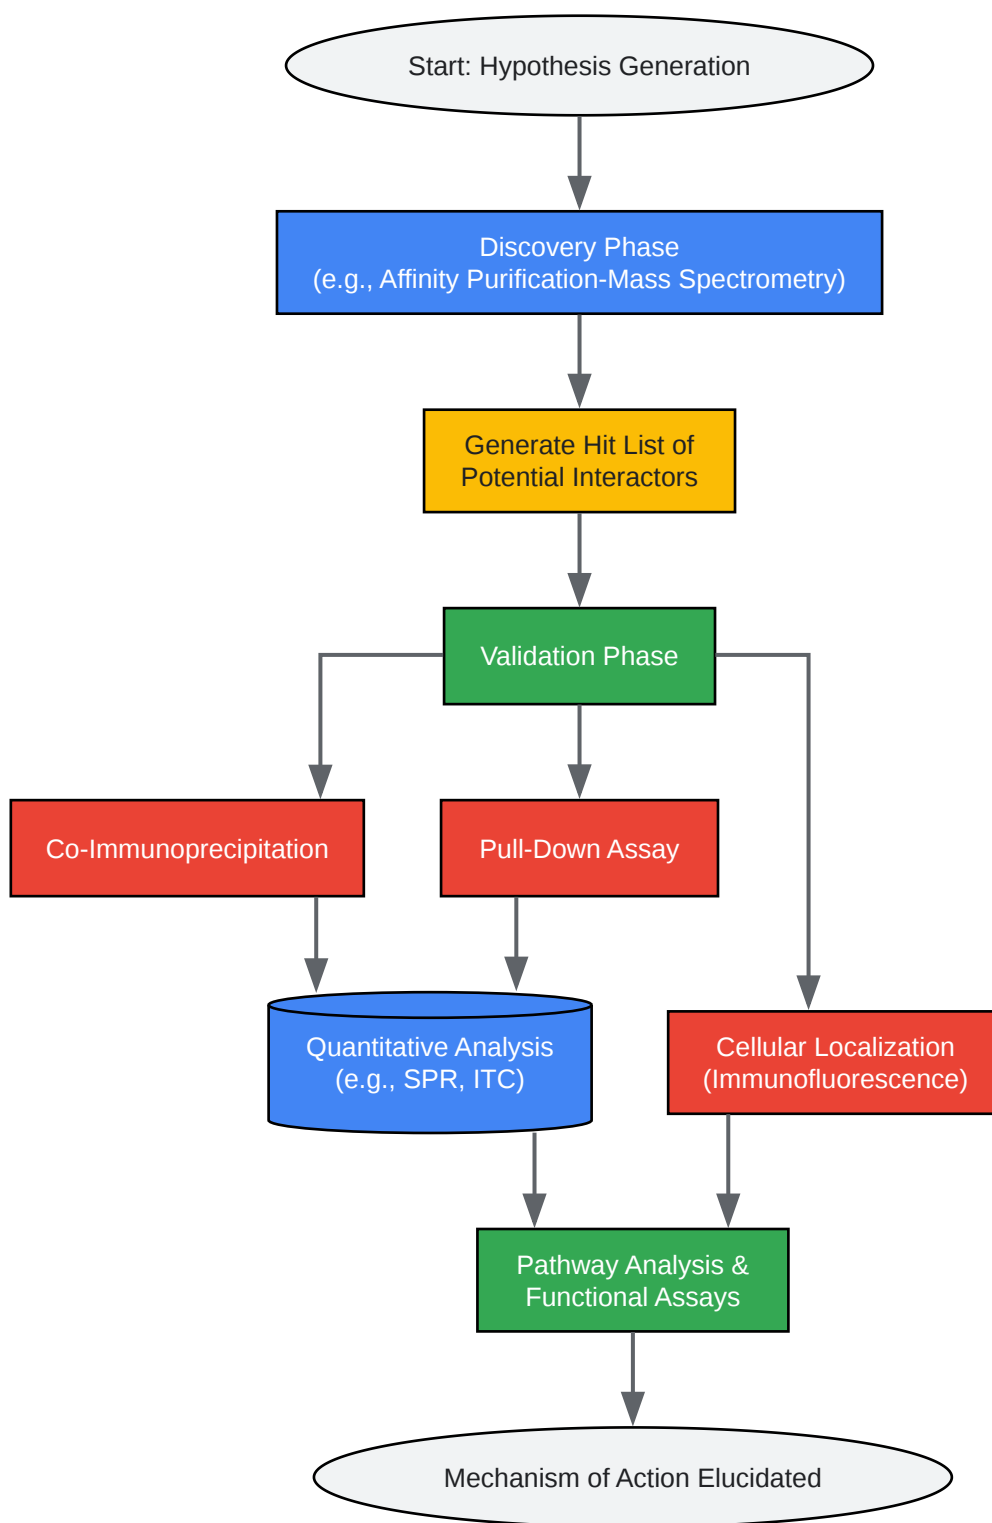 Start: Hypothesis Generation
Discovery Phase
(e.g., Affinity Purification-Mass Spectrometry)
Generate Hit List of
Potential Interactors
Validation Phase
Co-Immunoprecipitation
Pull-Down Assay
Quantitative Analysis
(e.g., SPR, ITC)
Cellular Localization
(Immunofluorescence)
Pathway Analysis &
Functional Assays
Mechanism of Action Elucidated